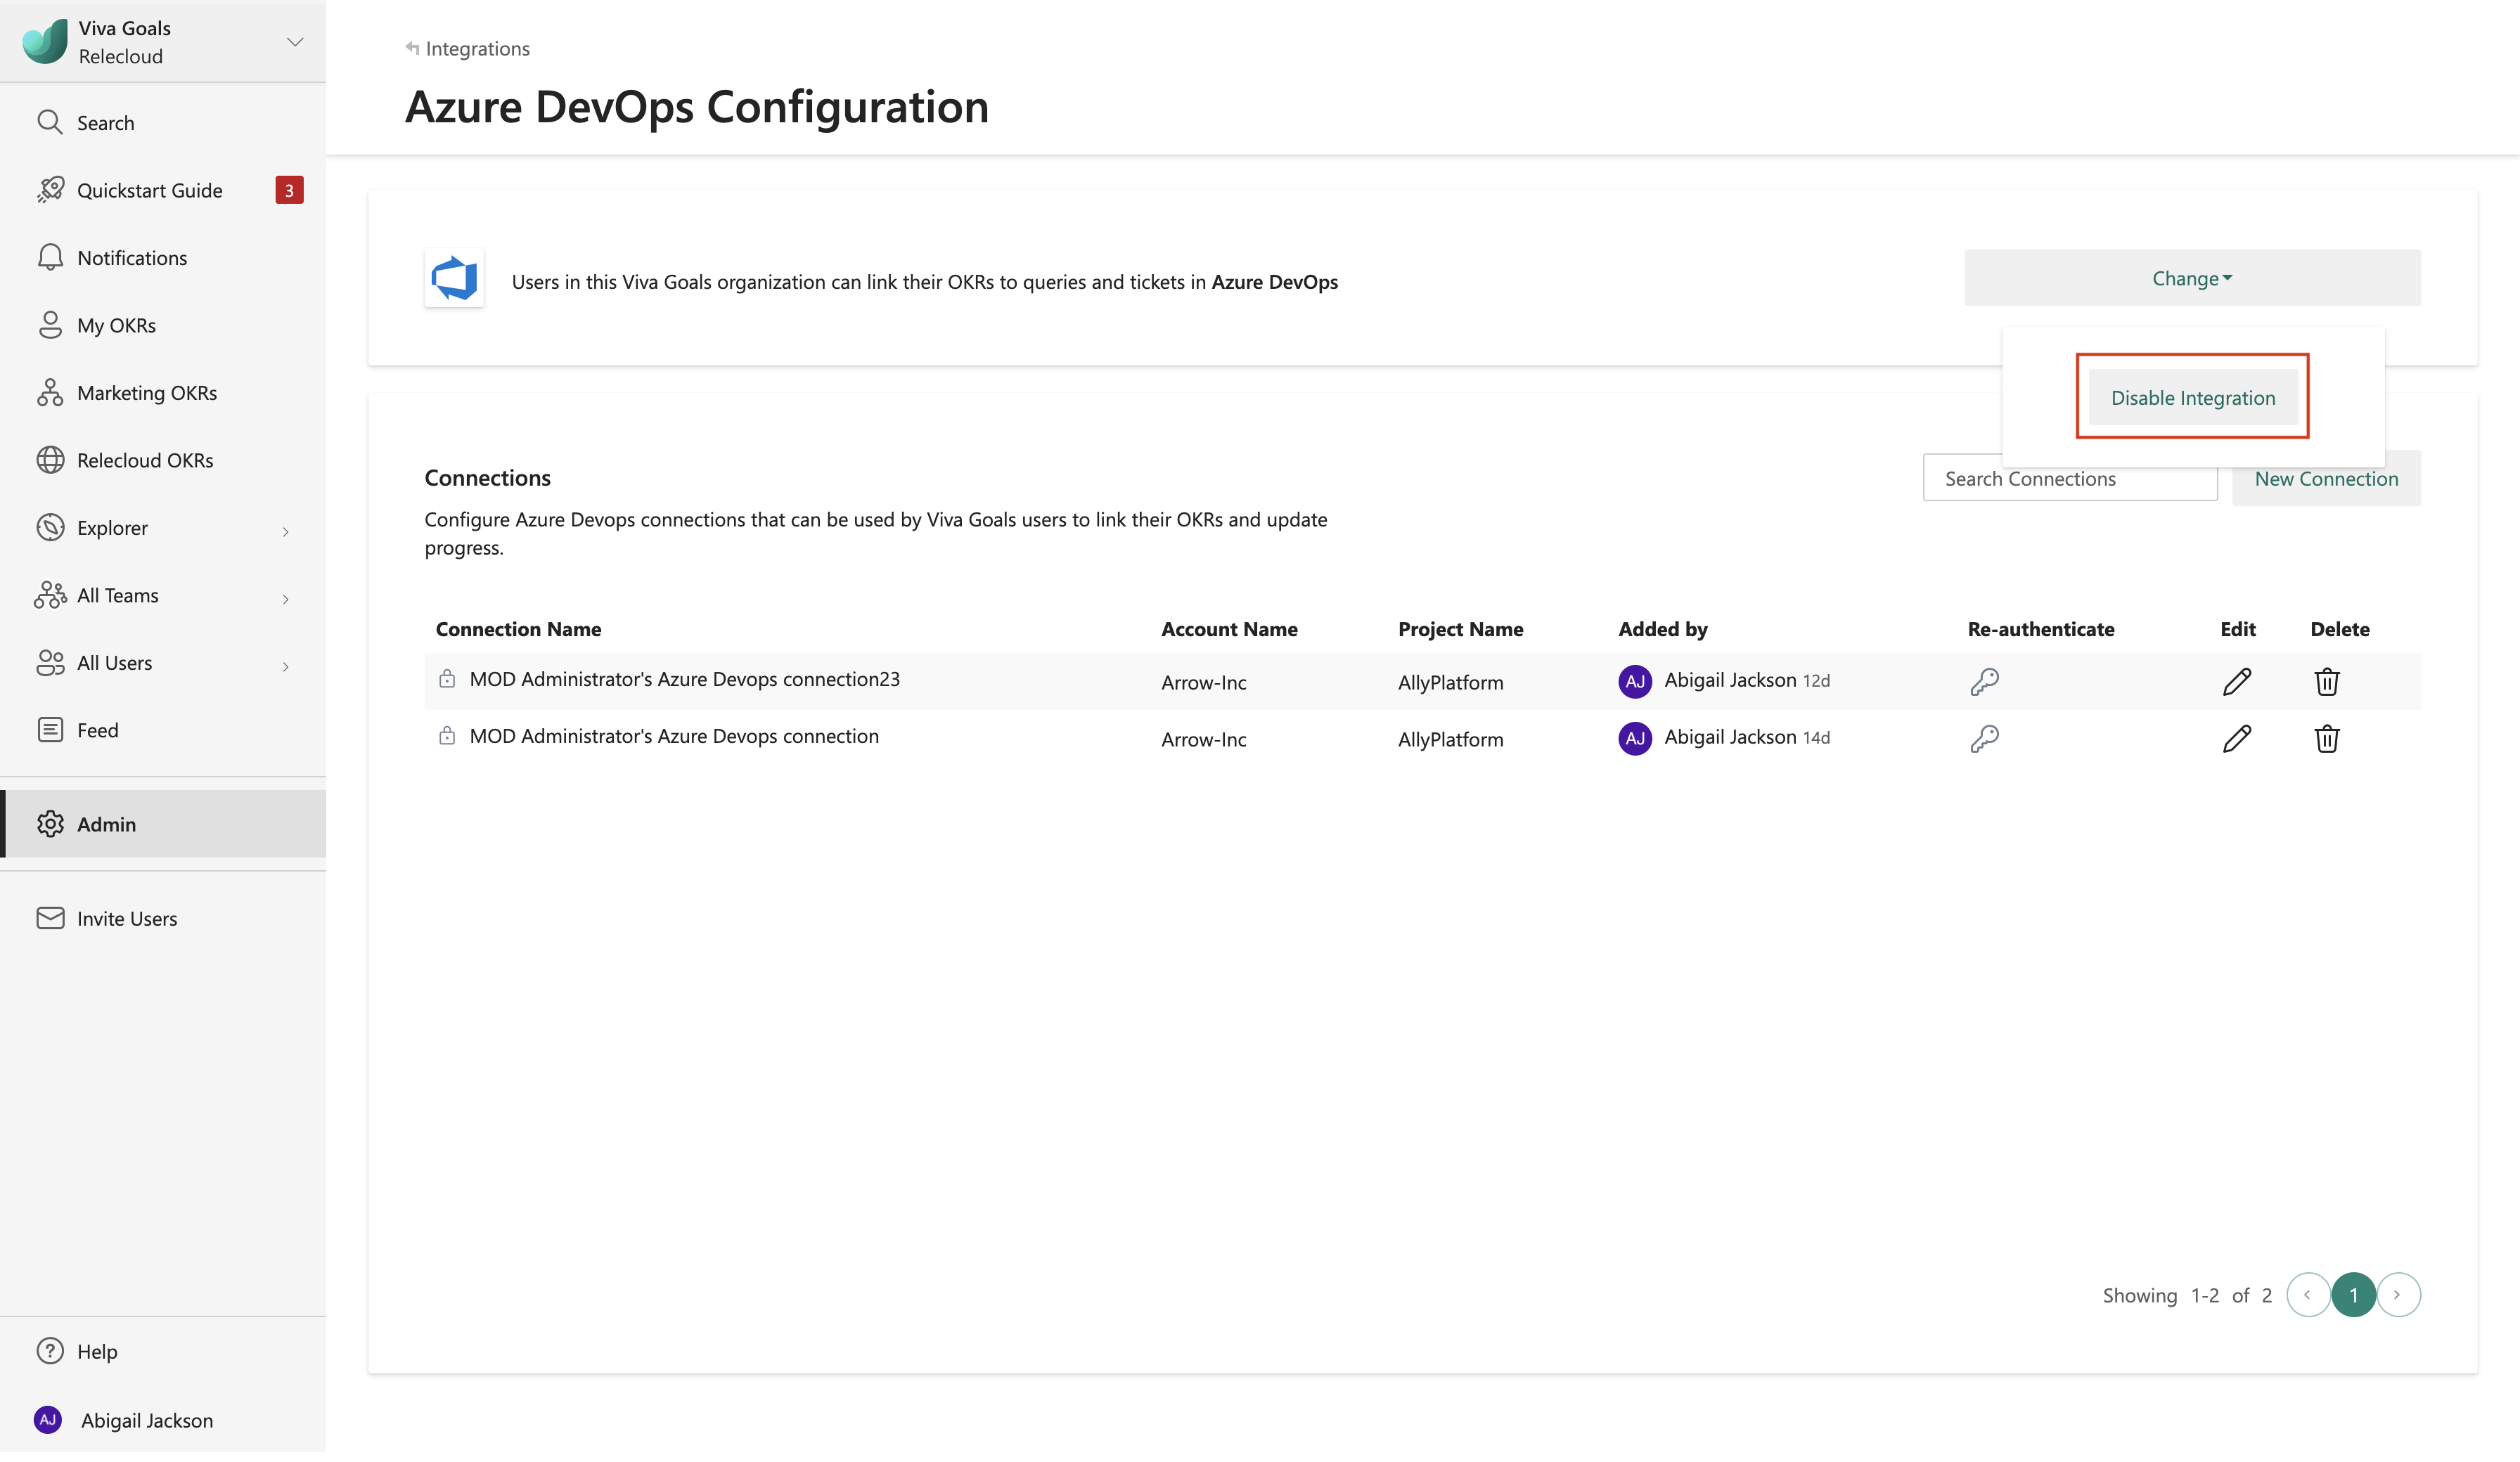 Viva Goals
Relecloud
Search
Quickstart Guide 3
Notifications
My OKRs
Marketing OKRs
Relecloud OKRs
Explorer
All Teams
All Users
Feed
Admin
Invite Users
Help
AJ Abigail Jackson
Integrations
Azure DevOps Configuration
Users in this Viva Goals organization can link their OKRs to queries and tickets in Azure DevOps
Change
Disable Integration
Connections
Search Connections
New Connection
Configure Azure Devops connections that can be used by Viva Goals users to link their OKRs and update
progress.
Connection Name Account Name Project Name Added by Re-authenticate Edit Delete
MOD Administrator's Azure Devops connection23 Arrow-Inc AllyPlatform AJ Abigail Jackson 12d
MOD Administrator's Azure Devops connection Arrow-Inc AllyPlatform AJ Abigail Jackson 14d
Showing 1-2 of 2 1